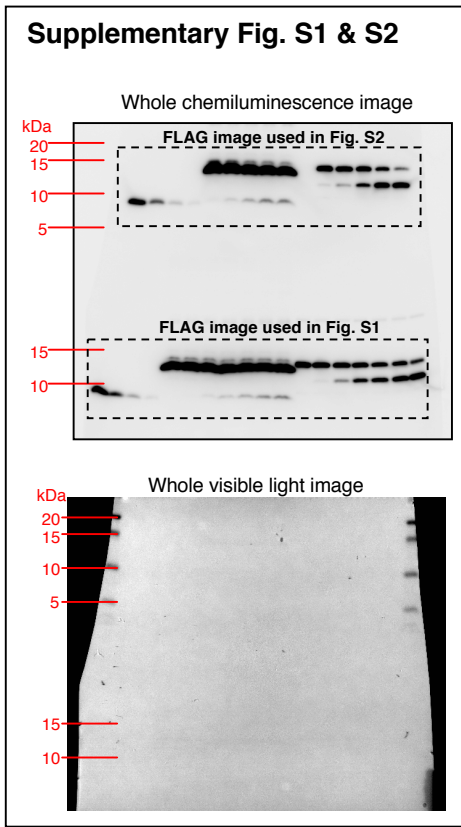 Supplementary Fig. S1 & S2
Whole chemiluminescence image
kDa
FLAG image used in Fig. S2
20
15
10
5
FLAG image used in Fig. S1
15
10
Whole visible light image
kDa
20
15
10
5
15
10